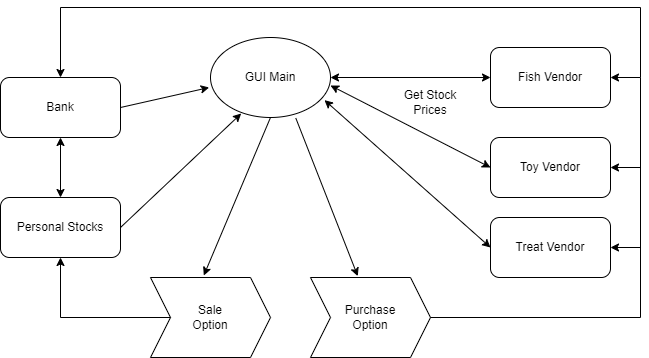 GUI Main
Fish Vendor
Bank
Get Stock
Prices
Toy Vendor
Personal Stocks
Treat Vendor
Sale
Option
Purchase
Option